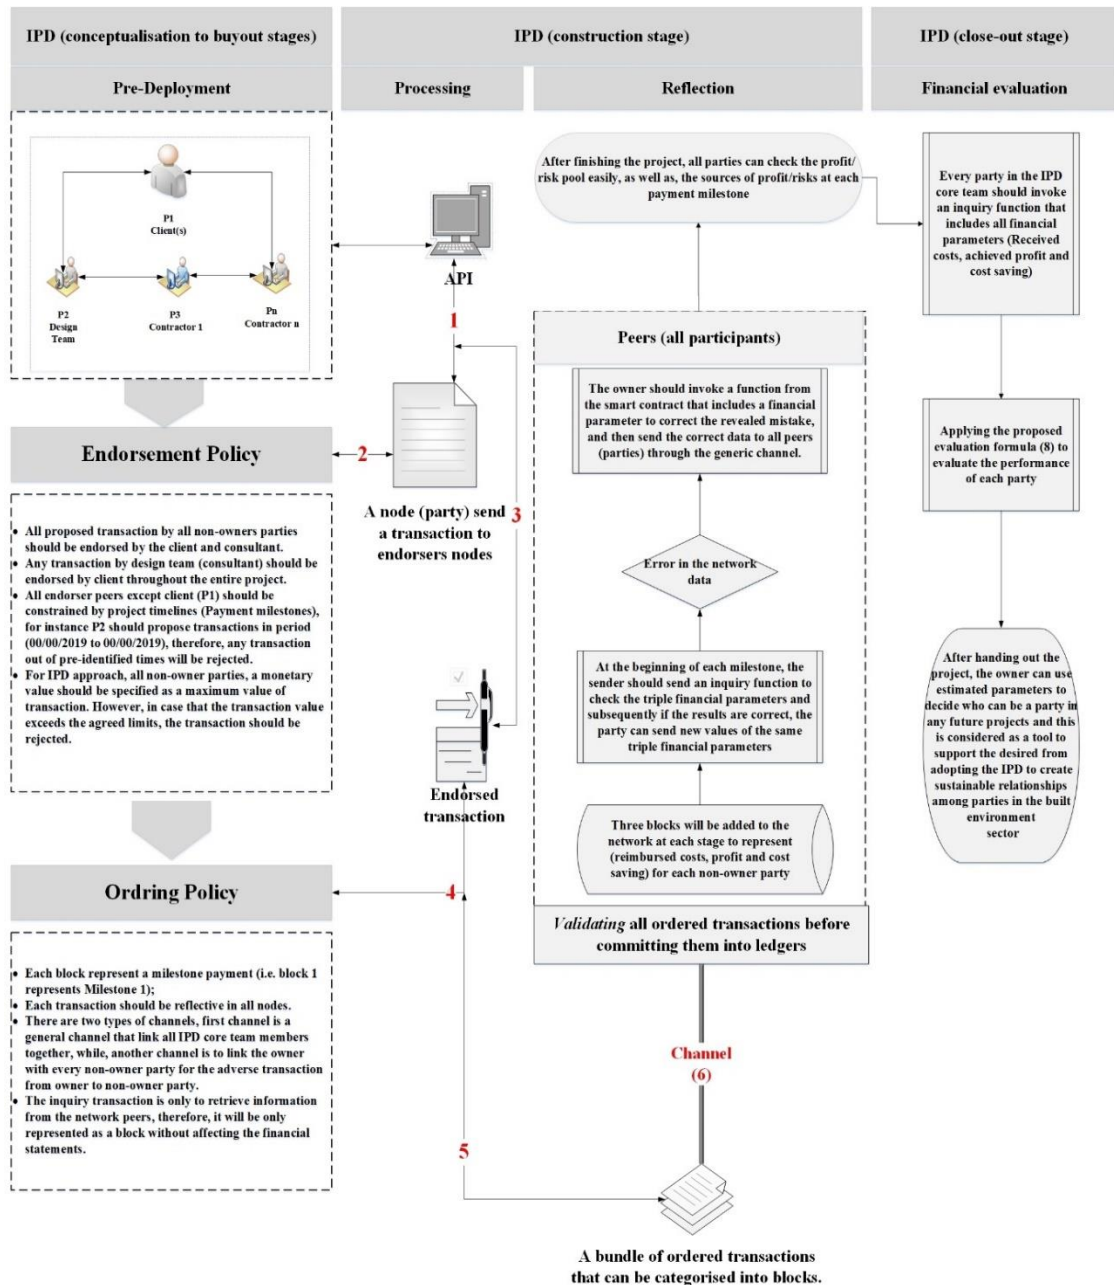 IPD (conceptualisation to buyout stages)
IPD (construction stage)
IPD (close-out stage)
Pre-Deployment
Processing
Reflection
Financial evaluation
P1
Client(s)
P2
Design
Team
P3
Contractor 1
Pn
Contractor n
Endorsement Policy
• All proposed transaction by all non-owners parties
should be endorsed by the client and consultant.
• Any transaction by design team (consultant) should be
endorsed by client throughout the entire project.
• All endorser peers except client (P1) should be
constrained by project timelines (Payment milestones),
for instance P2 should propose transactions in period
(00/00/2019 to 00/00/2019), therefore, any transaction
out of pre-identified times will be rejected.
• For IPD approach, all non-owner parties, a monetary
value should be specified as a maximum value of
transaction. However, in case that the transaction value
exceeds the agreed limits, the transaction should be
rejected.
Ordring Policy
• Each block represent a milestone payment (i.e. block 1
represents Milestone 1);
• Each transaction should be reflective in all nodes.
• There are two types of channels, first channel is a
general channel that link all IPD core team members
together, while, another channel is to link the owner
with every non-owner party for the adverse transaction
from owner to non-owner party.
• The inquiry transaction is only to retrieve information
from the network peers, therefore, it will be only
represented as a block without affecting the financial
statements.
API
1
2
A node (party) send
a transaction to
endorsers nodes
3
Endorsed
transaction
4
5
After finishing the project, all parties can check the profit/
risk pool easily, as well as, the sources of profit/risks at each
payment milestone
Peers (all participants)
The owner should invoke a function from
the smart contract that includes a financial
parameter to correct the revealed mistake,
and then send the correct data to all peers
(parties) through the generic channel.
Error in the network
data
At the beginning of each milestone, the
sender should send an inquiry function to
check the triple financial parameters and
subsequently if the results are correct, the
party can send new values of the same
triple financial parameters
Three blocks will be added to the
network at each stage to represent
(reimbursed costs, profit and cost
saving) for each non-owner party
Validating all ordered transactions before
committing them into ledgers
Channel
(6)
A bundle of ordered transactions
that can be categorised into blocks.
Every party in the IPD
core team should invoke
an inquiry function that
includes all financial
parameters (Received
costs, achieved profit and
cost saving)
Applying the proposed
evaluation formula (8) to
evaluate the performance
of each party
After handing out the
project, the owner can use
estimated parameters to
decide who can be a party in
any future projects and this
is considered as a tool to
support the desired from
adopting the IPD to create
sustainable relationships
among parties in the built
environment
sector